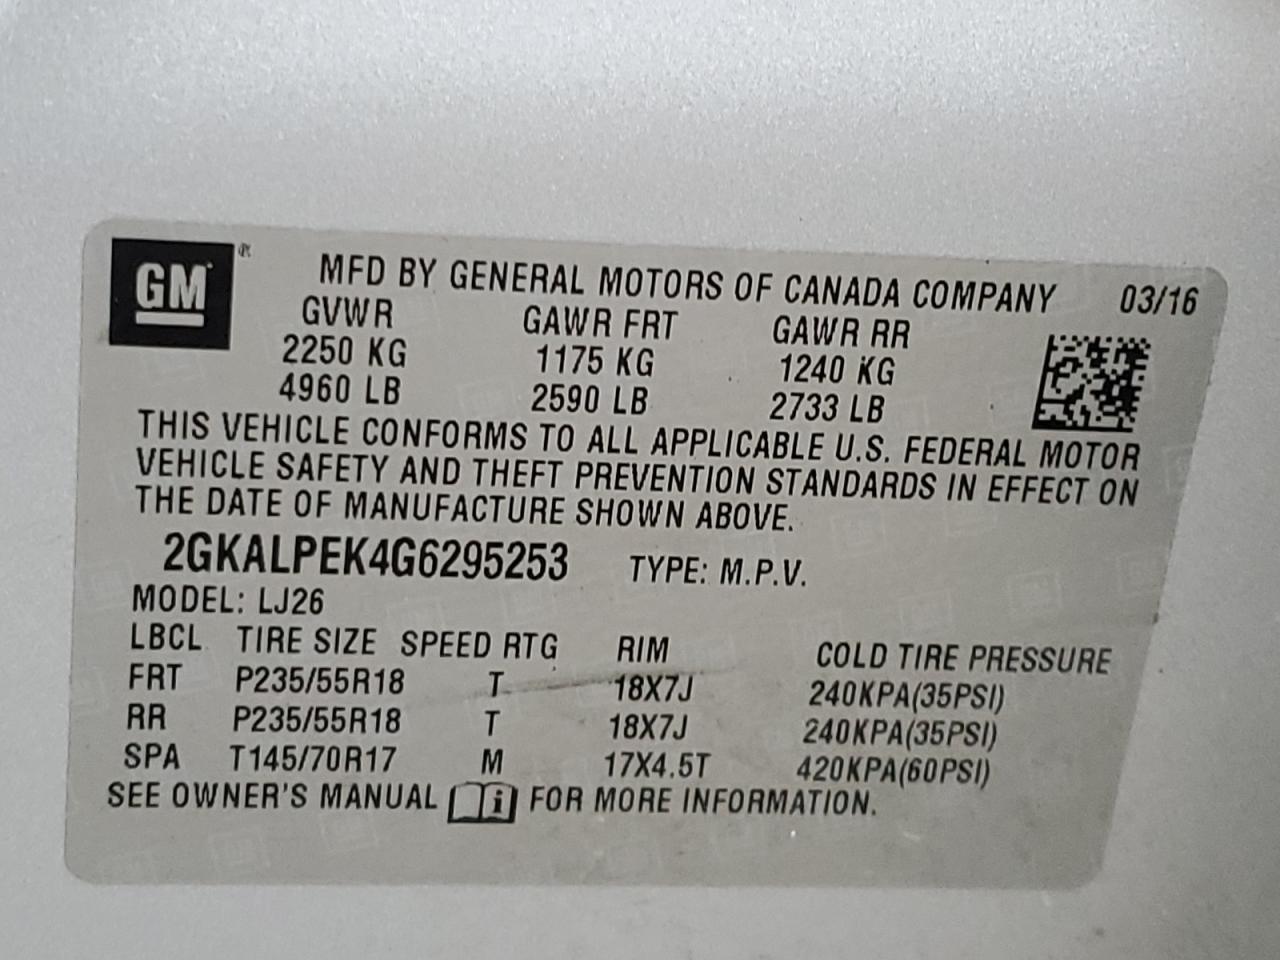 GM
®
MFD BY GENERAL MOTORS OF CANADA COMPANY 03/16
GVWR GAWR FRT GAWR RR
2250 KG 1175 KG 1240 KG
4960 LB 2590 LB 2733 LB
THIS VEHICLE CONFORMS TO ALL APPLICABLE U.S. FEDERAL MOTOR
VEHICLE SAFETY AND THEFT PREVENTION STANDARDS IN EFFECT ON
THE DATE OF MANUFACTURE SHOWN ABOVE.
2GKALPEK4G6295253 TYPE: M.P.V.
MODEL: LJ26
LBCL TIRE SIZE SPEED RTG RIM COLD TIRE PRESSURE
FRT P235/55R18 T 18X7J 240KPA(35PSI)
RR P235/55R18 T 18X7J 240KPA(35PSI)
SPA T145/70R17 M 17X4.5T 420KPA(60PSI)
SEE OWNER'S MANUAL i FOR MORE INFORMATION.